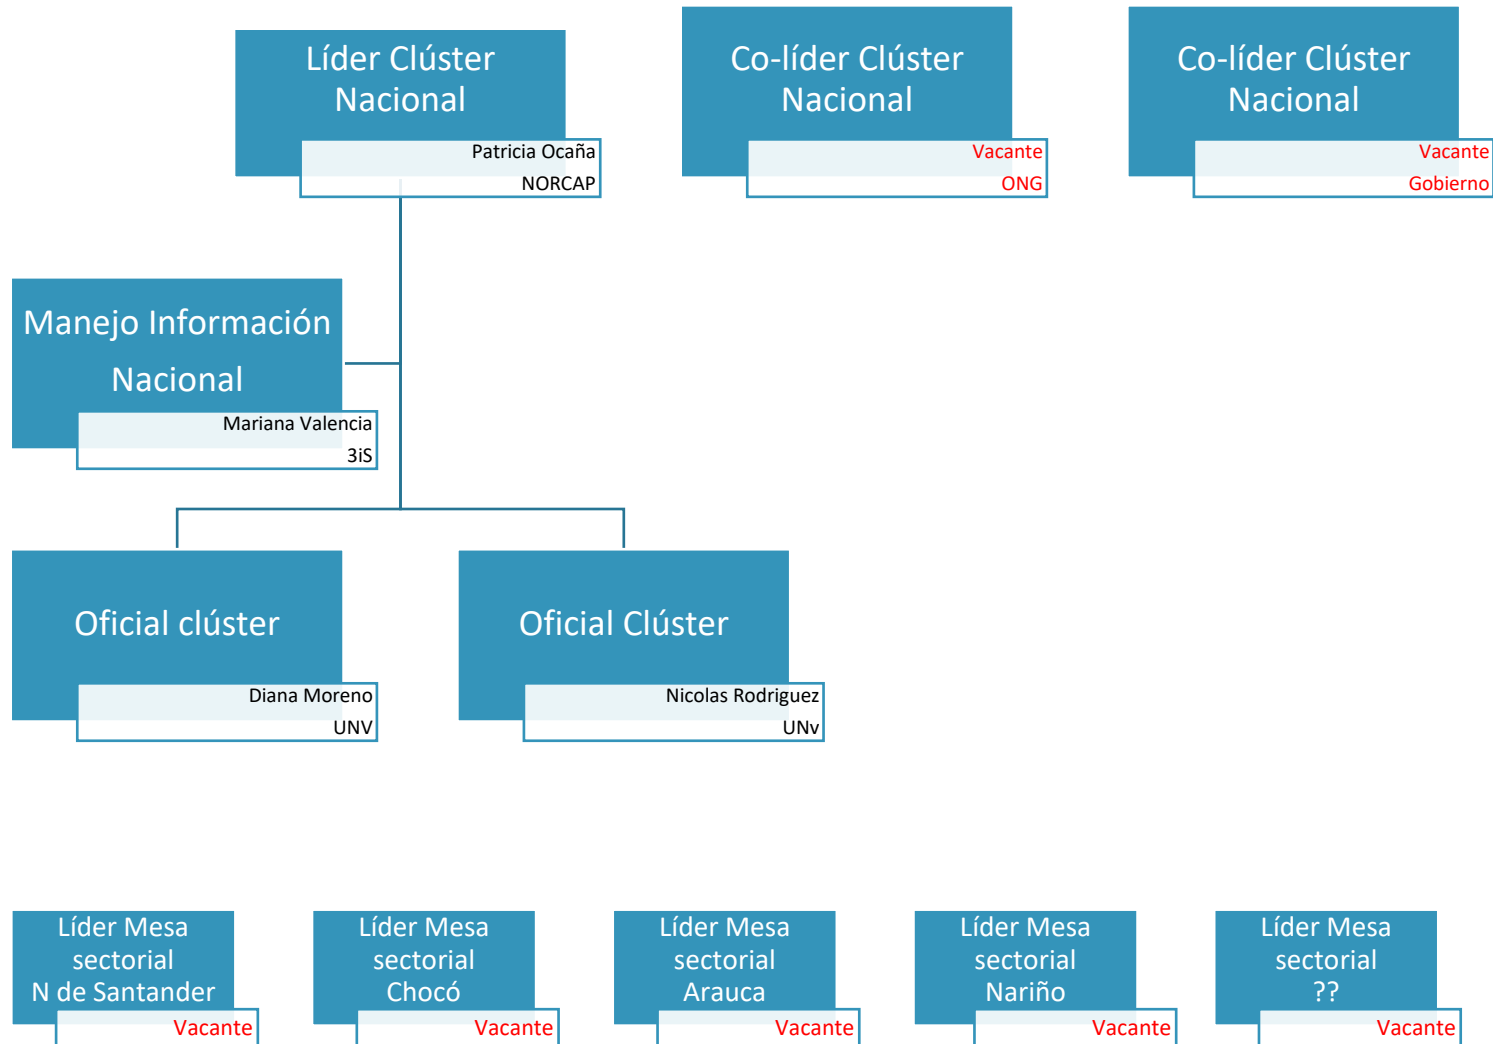 Líder Clúster
Nacional
Patricia Ocaña
NORCAP
Co-líder Clúster
Nacional
Vacante
ONG
Co-líder Clúster
Nacional
Vacante
Gobierno
Manejo Información
Nacional
Mariana Valencia
3iS
Oficial clúster
Diana Moreno
UNV
Oficial Clúster
Nicolas Rodriguez
UNv
Líder Mesa
sectorial
N de Santander
Vacante
Líder Mesa
sectorial
Chocó
Vacante
Líder Mesa
sectorial
Arauca
Vacante
Líder Mesa
sectorial
Nariño
Vacante
Líder Mesa
sectorial
??
Vacante